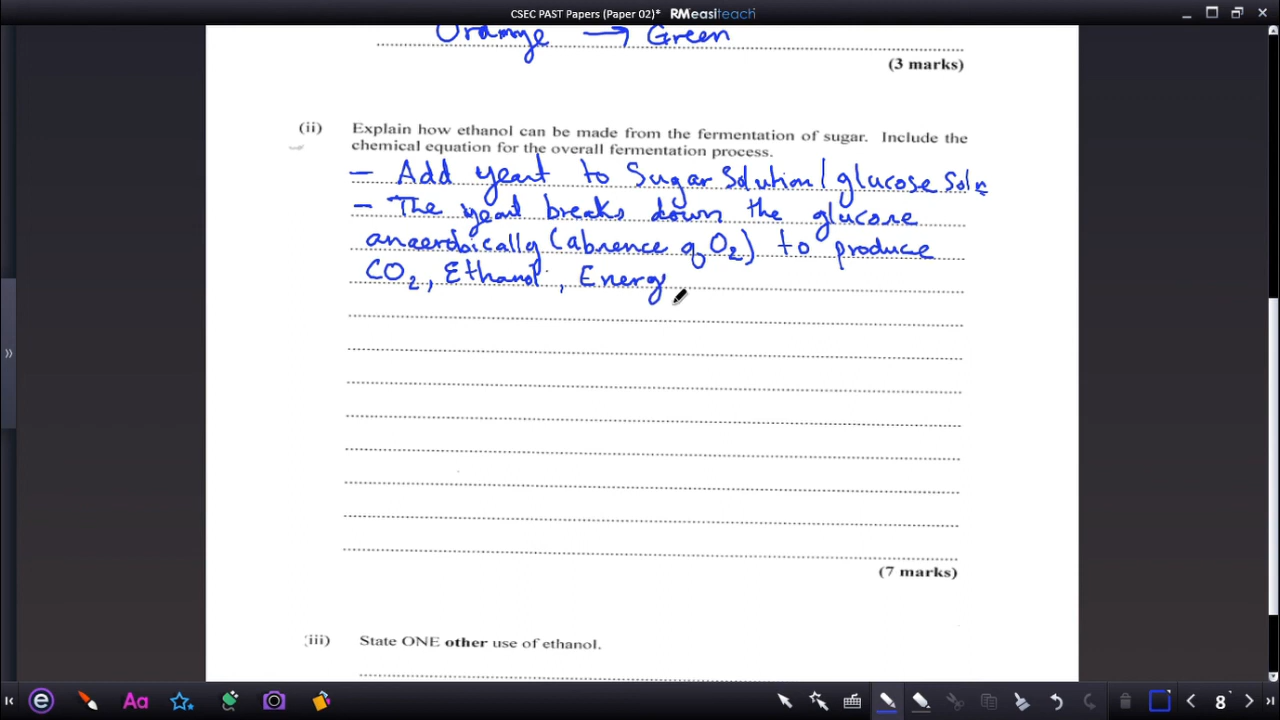 CSEC PAST Papers (Paper 02)* RMeasiteach
Orange → Green
(3 marks)
(ii) Explain how ethanol can be made from the fermentation of sugar. Include the
chemical equation for the overall fermentation process.
- Add yeast to Sugar Solution / glucose Soln
- The yeast breaks down the glucose
anaerobically (absence of O2) to produce
CO2, Ethanol, Energy
(7 marks)
(iii) State ONE other use of ethanol.
Aa
8